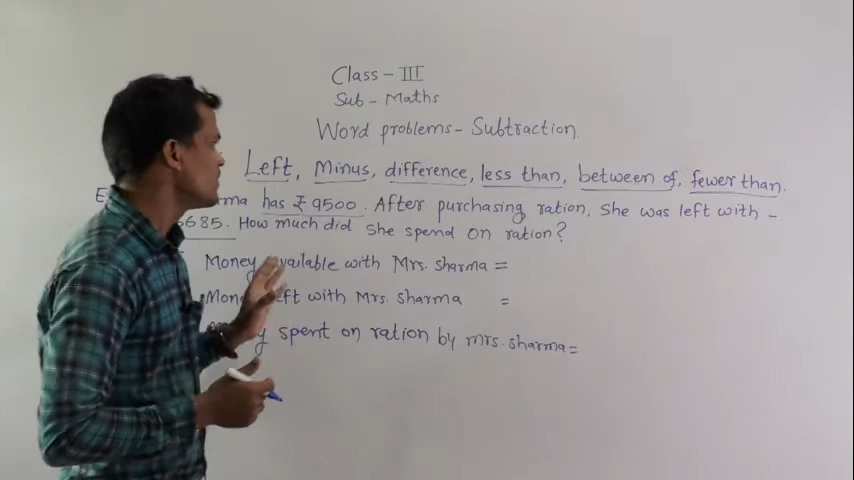 Class - III
Sub - Maths
Word problems - Subtraction.
Left, Minus, difference, less than, between of, fewer than.
has ₹ 9500. After purchasing ration, She was left with -
685. How much did She spend on ration?
Money available with Mrs. Sharma =
left with Mrs. Sharma =
spent on ration by Mrs. Sharma =